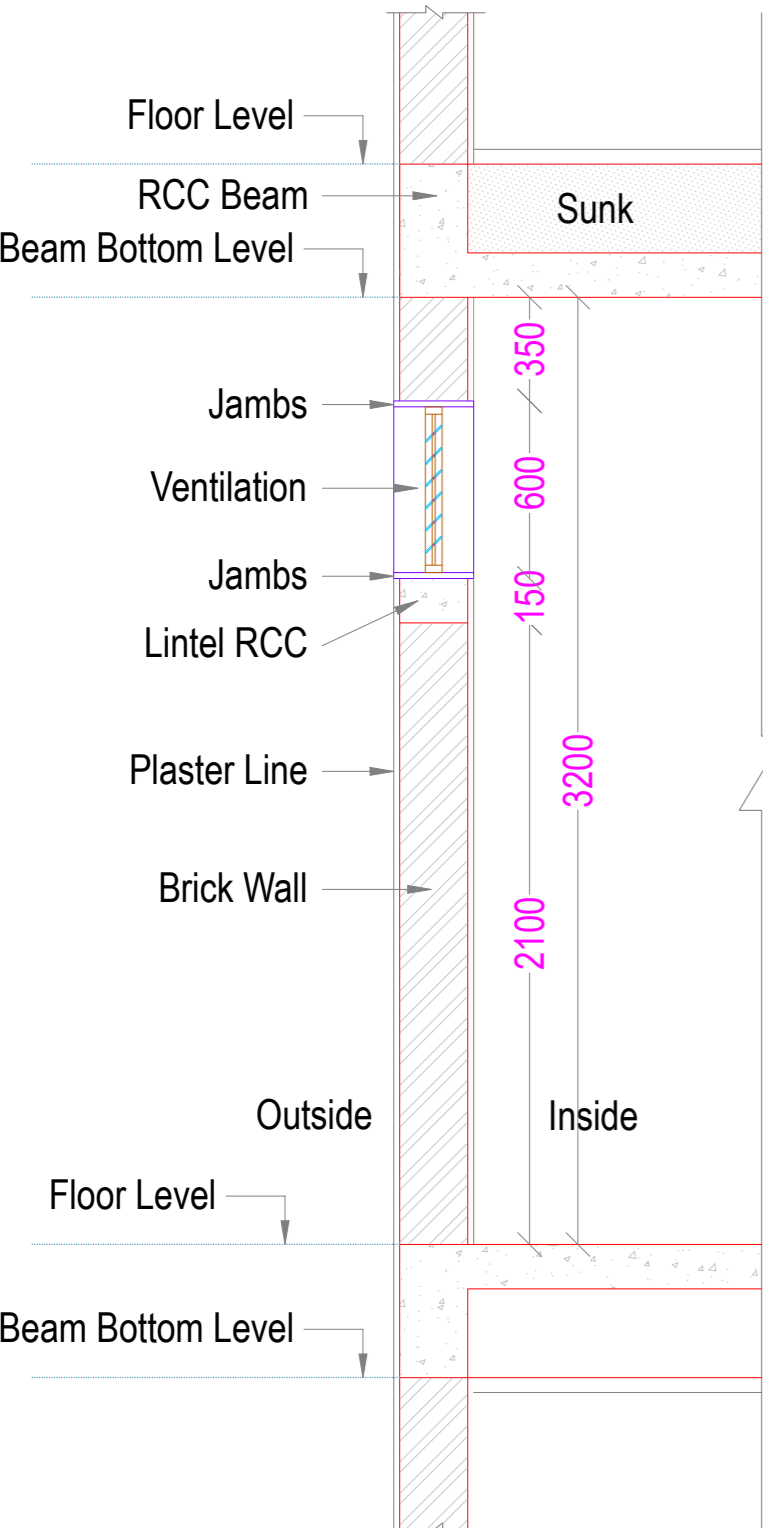 Floor Level
RCC Beam
Sunk
Beam Bottom Level
350
Jambs
Ventilation
600
Jambs
150
Lintel RCC
Plaster Line
3200
Brick Wall
2100
Outside
Inside
Floor Level
Beam Bottom Level